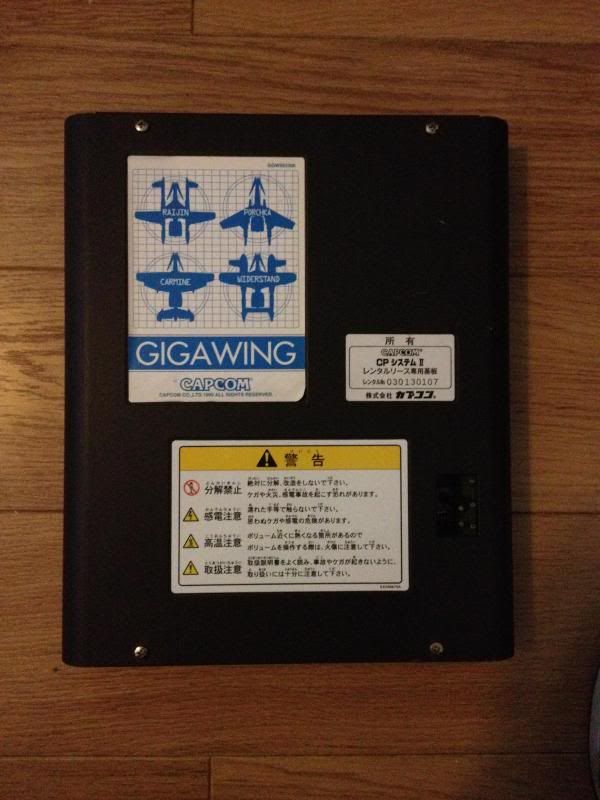 RAIJIN
PORCHKA
CARMINE
WIDERSTAND
GIGAWING
CAPCOM
CAPCOM CO.,LTD.1999 ALL RIGHTS RESERVED.
所有
CAPCOM
CP システムⅡ
レンタルリース専用基板
レンタルNo 030130107
株式会社 カプコン
警告
分解禁止
絶対に分解、改造をしないで下さい。
ケガや火災、感電事故を起こす恐れがあります。
感電注意
濡れた手等で触らないで下さい。
思わぬケガや感電の危険があります。
高温注意
ボリューム近くに熱くなる箇所があるので
ボリュームを操作する際は、火傷に注意して下さい。
取扱注意
取扱説明書をよく読み、事故やケガが起きないように、
取り扱いには十分に注意して下さい。